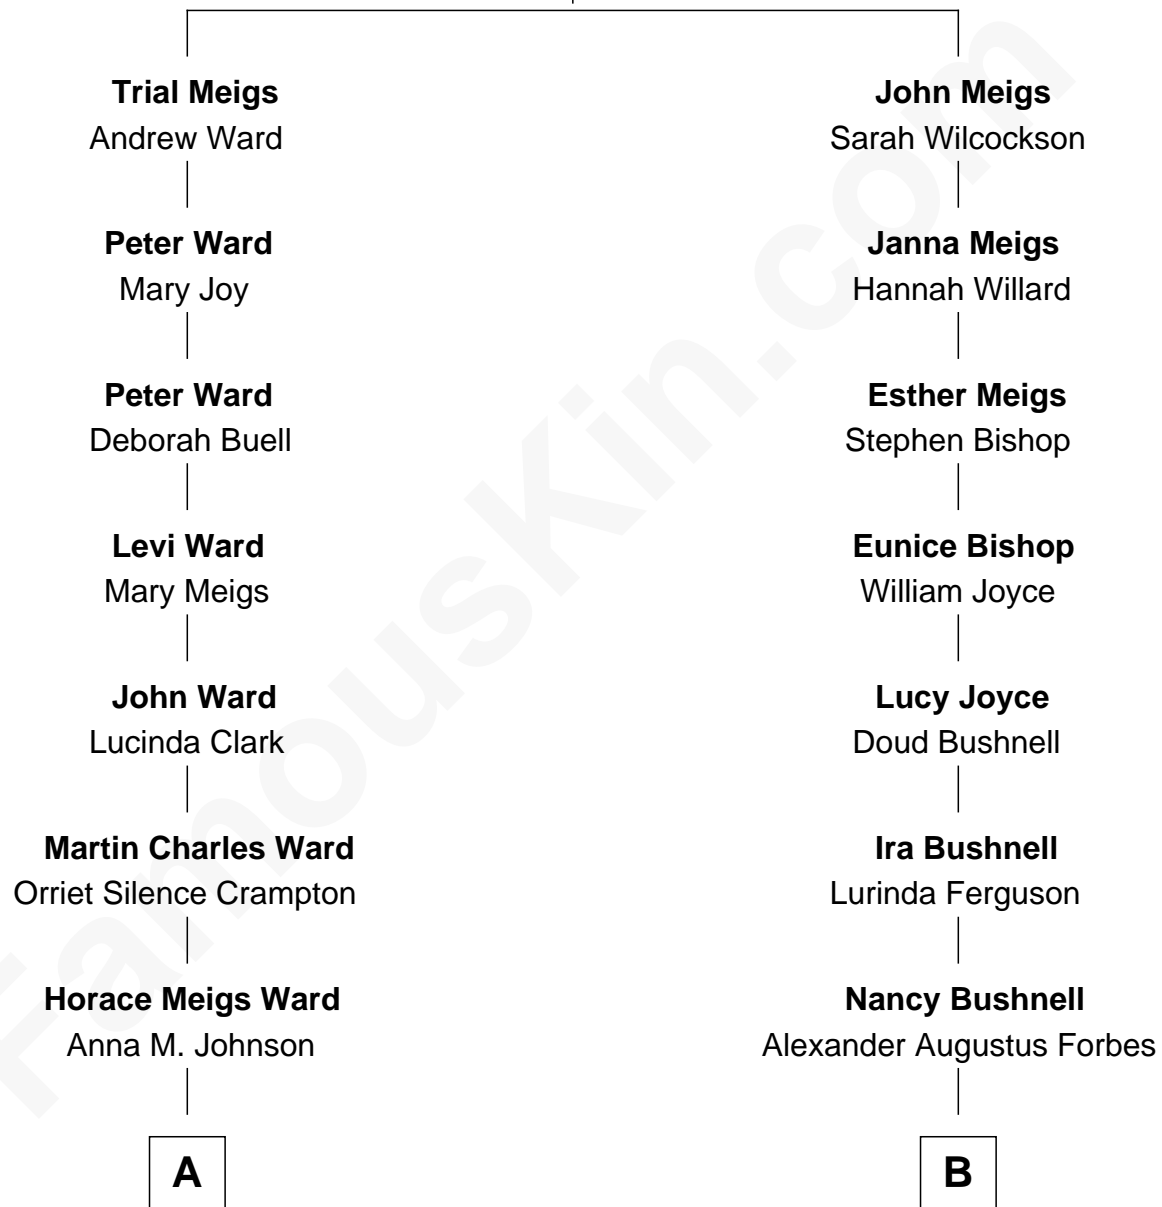 Trial Meigs
Andrew Ward
John Meigs
Sarah Wilcockson
Peter Ward
Mary Joy
Janna Meigs
Hannah Willard
Peter Ward
Deborah Buell
Esther Meigs
Stephen Bishop
Levi Ward
Mary Meigs
Eunice Bishop
William Joyce
John Ward
Lucinda Clark
Lucy Joyce
Doud Bushnell
Martin Charles Ward
Orriet Silence Crampton
Ira Bushnell
Lurinda Ferguson
Horace Meigs Ward
Anna M. Johnson
Nancy Bushnell
Alexander Augustus Forbes
A
B
FamousKin.com